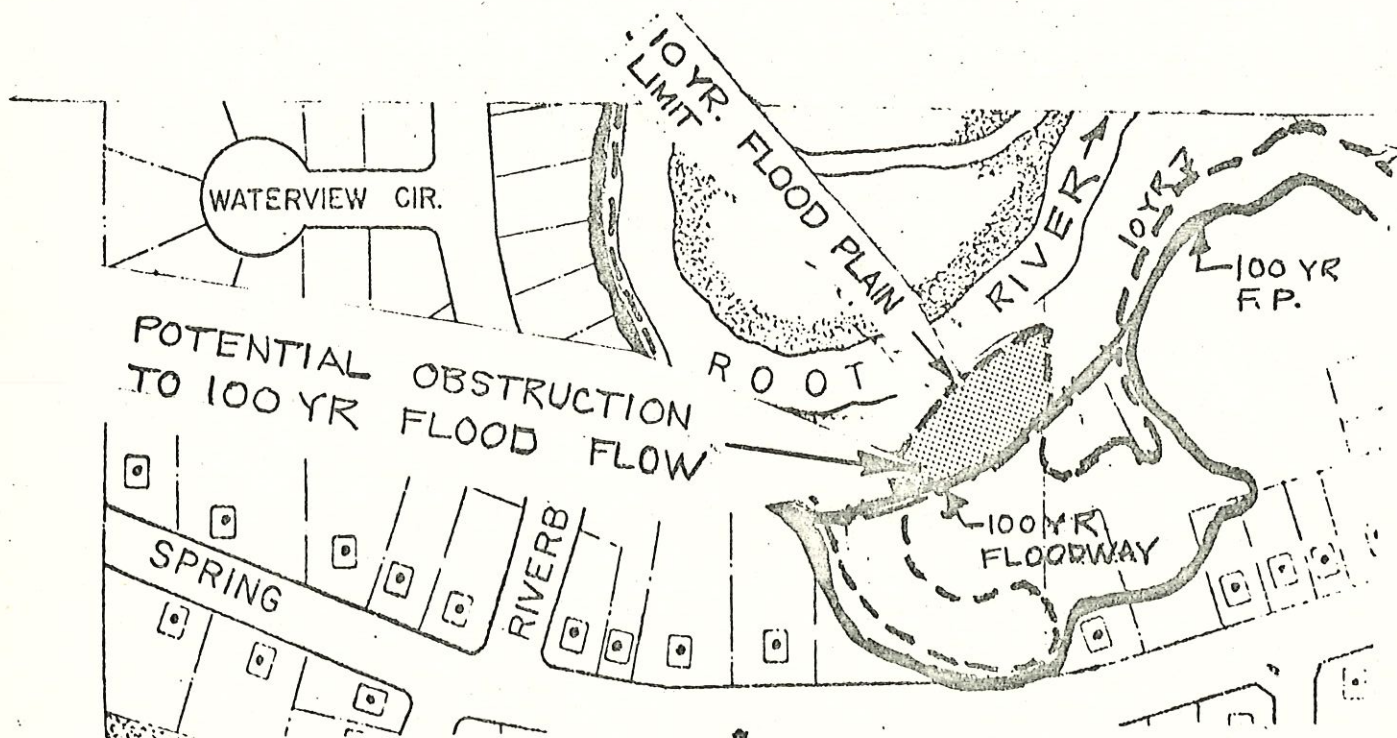 10 YR. FLOOD PLAIN
LIMIT
WATERVIEW CIR.
ROOT RIVER
10 YR
100 YR
F.P.
POTENTIAL OBSTRUCTION
TO 100 YR FLOOD FLOW
100 YR
FLOODWAY
SPRING
RIVERB